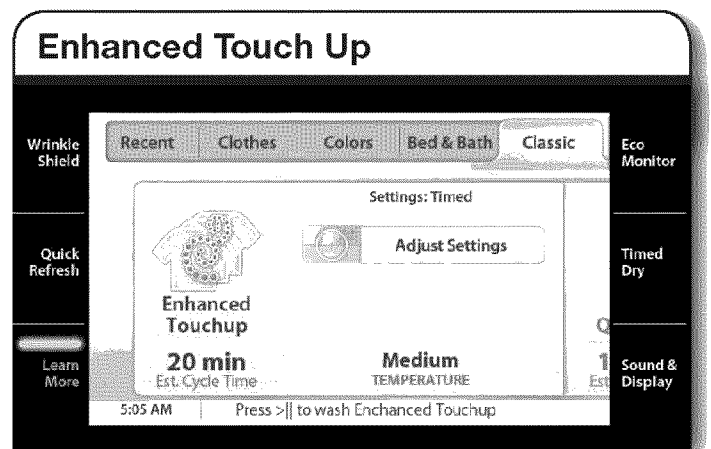 Enhanced Touch Up
Wrinkle
Shield
Quick
Refresh
Learn
More
Recent
Clothes
Colors
Bed & Bath
Classic
Settings: Timed
Adjust Settings
Enhanced
Touchup
20 min
Est. Cycle Time
Medium
TEMPERATURE
Q
1
Est
5:05 AM
Press >|| to wash Enchanced Touchup
Eco
Monitor
Timed
Dry
Sound &
Display